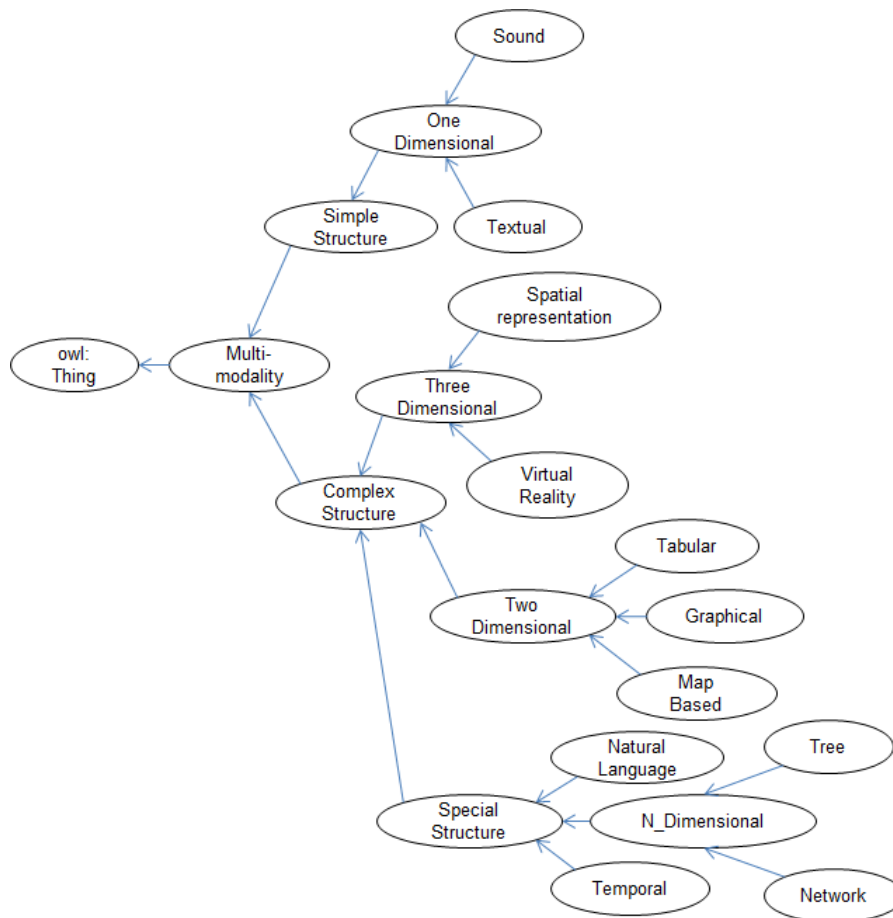 Sound
One
Dimensional
Simple
Structure
Textual
Spatial
representation
owl:
Thing
Multi-
modality
Three
Dimensional
Virtual
Reality
Complex
Structure
Tabular
Two
Dimensional
Graphical
Map
Based
Natural
Language
Tree
Special
Structure
N_Dimensional
Temporal
Network